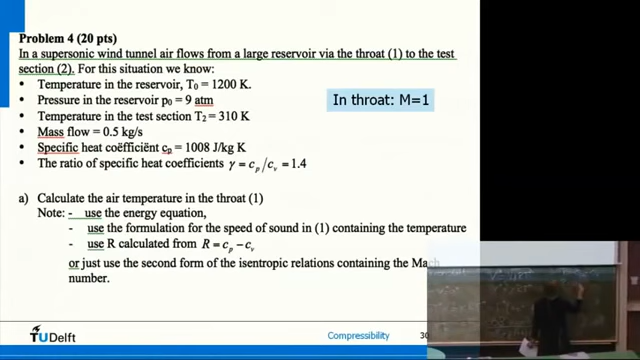 Problem 4 (20 pts)
In a supersonic wind tunnel air flows from a large reservoir via the throat (1) to the test
section (2). For this situation we know:
• Temperature in the reservoir, T₀ = 1200 K.
• Pressure in the reservoir p₀ = 9 atm
• Temperature in the test section T₂ = 310 K
• Mass flow = 0.5 kg/s
• Specific heat coëffiënt cₚ = 1008 J/kg K
• The ratio of specific heat coefficients γ = cₚ/cᵥ = 1.4
In throat: M=1
a) Calculate the air temperature in the throat (1)
Note: - use the energy equation,
- use the formulation for the speed of sound in (1) containing the temperature
- use R calculated from R = cₚ − cᵥ
or just use the second form of the isentropic relations containing the Mach
number.
TUDelft
Compressibility